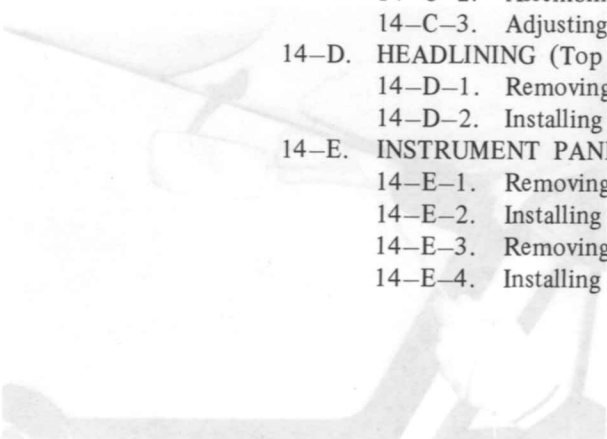 14–C–3. Adjusting
14–D. HEADLINING (Top
14–D–1. Removing
14–D–2. Installing
14–E. INSTRUMENT PAN
14–E–1. Removing
14–E–2. Installing
14–E–3. Removing
14–E–4. Installing